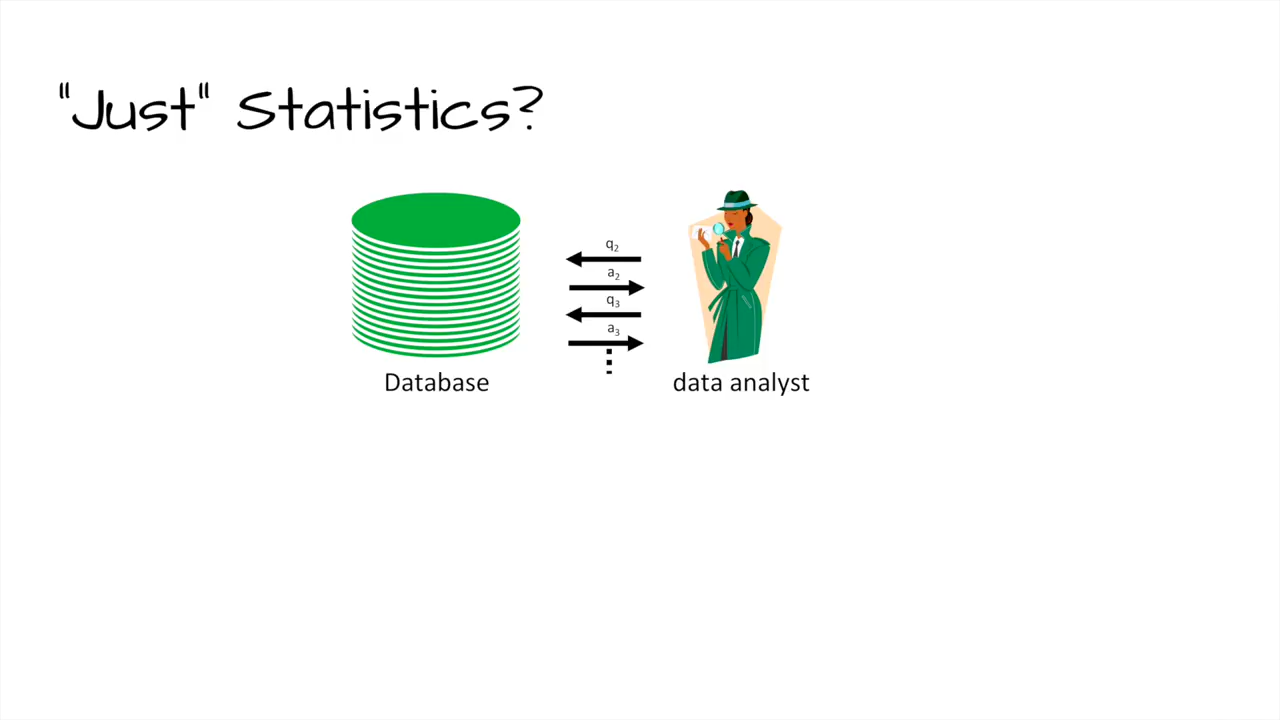 "Just" Statistics?
q₂
a₂
q₃
a₃
Database
data analyst